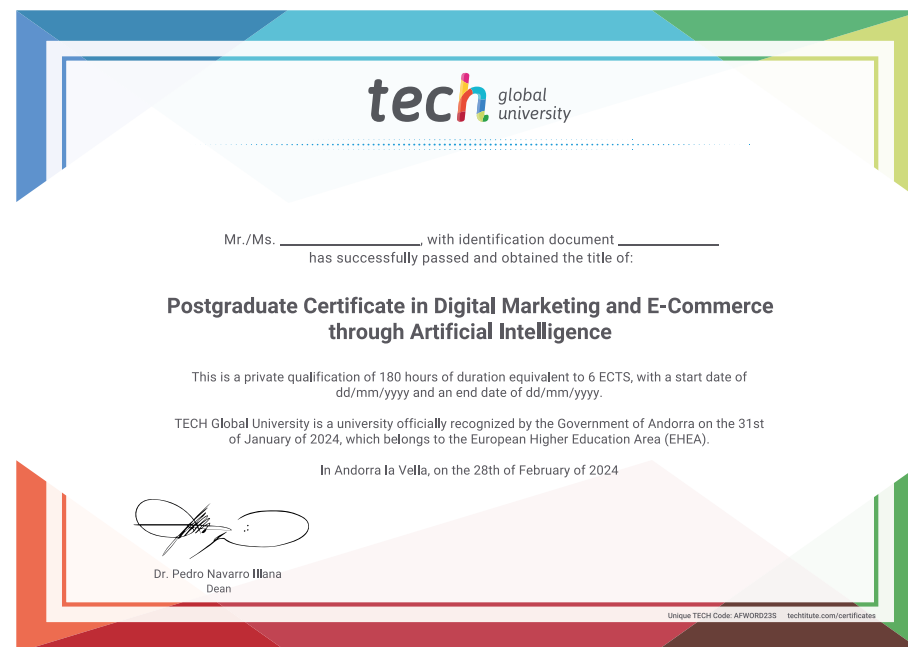 tech global university
Mr./Ms. ____________________, with identification document ______________
has successfully passed and obtained the title of:
Postgraduate Certificate in Digital Marketing and E-Commerce
through Artificial Intelligence
This is a private qualification of 180 hours of duration equivalent to 6 ECTS, with a start date of
dd/mm/yyyy and an end date of dd/mm/yyyy.
TECH Global University is a university officially recognized by the Government of Andorra on the 31st
of January of 2024, which belongs to the European Higher Education Area (EHEA).
In Andorra la Vella, on the 28th of February of 2024
Dr. Pedro Navarro Illana
Dean
Unique TECH Code: AFWORD23S techtitute.com/certificates